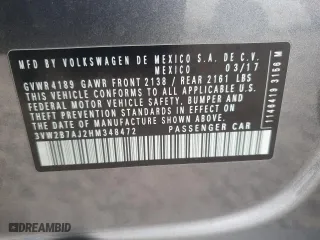 MFD BY VOLKSWAGEN DE MEXICO S.A. DE C.V.
MEXICO 03/17
GVWR4189 GAWR FRONT 2138 / REAR 2161 LBS
THIS VEHICLE CONFORMS TO ALL APPLICABLE
FEDERAL MOTOR VEHICLE SAFETY, BUMPER AND
THEFT PREVENTION STANDARDS IN EFFECT ON
THE DATE OF MANUFACTURE SHOWN ABOVE.
3VW2B7AJ2HM348472 PASSENGER CAR
DREAMBID